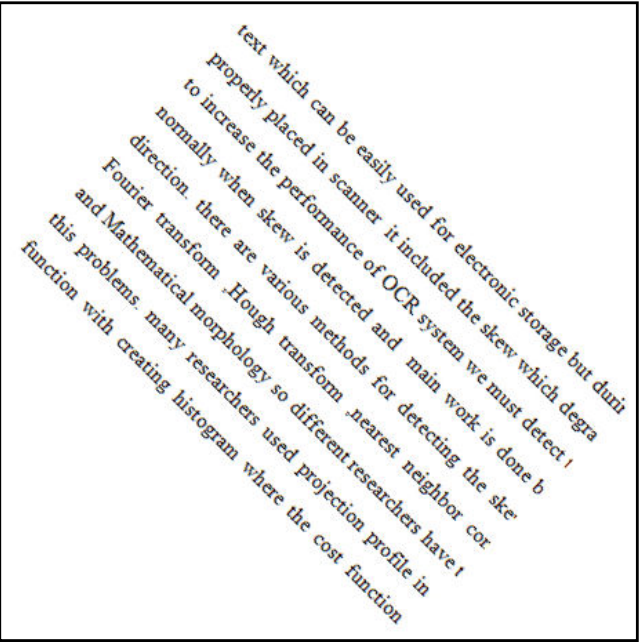 text which can be easily used for electronic storage but durin
properly placed in scanner it included the skew which degra
to increase the performance of OCR system we must detect t
normally when skew is detected and main work is done b
direction. there are various methods for detecting the ske
Fourier transform ,Hough transform ,nearest neighbor cor
and Mathematical morphology so different researchers have t
this problems. many researchers used projection profile in
function with creating histogram where the cost function